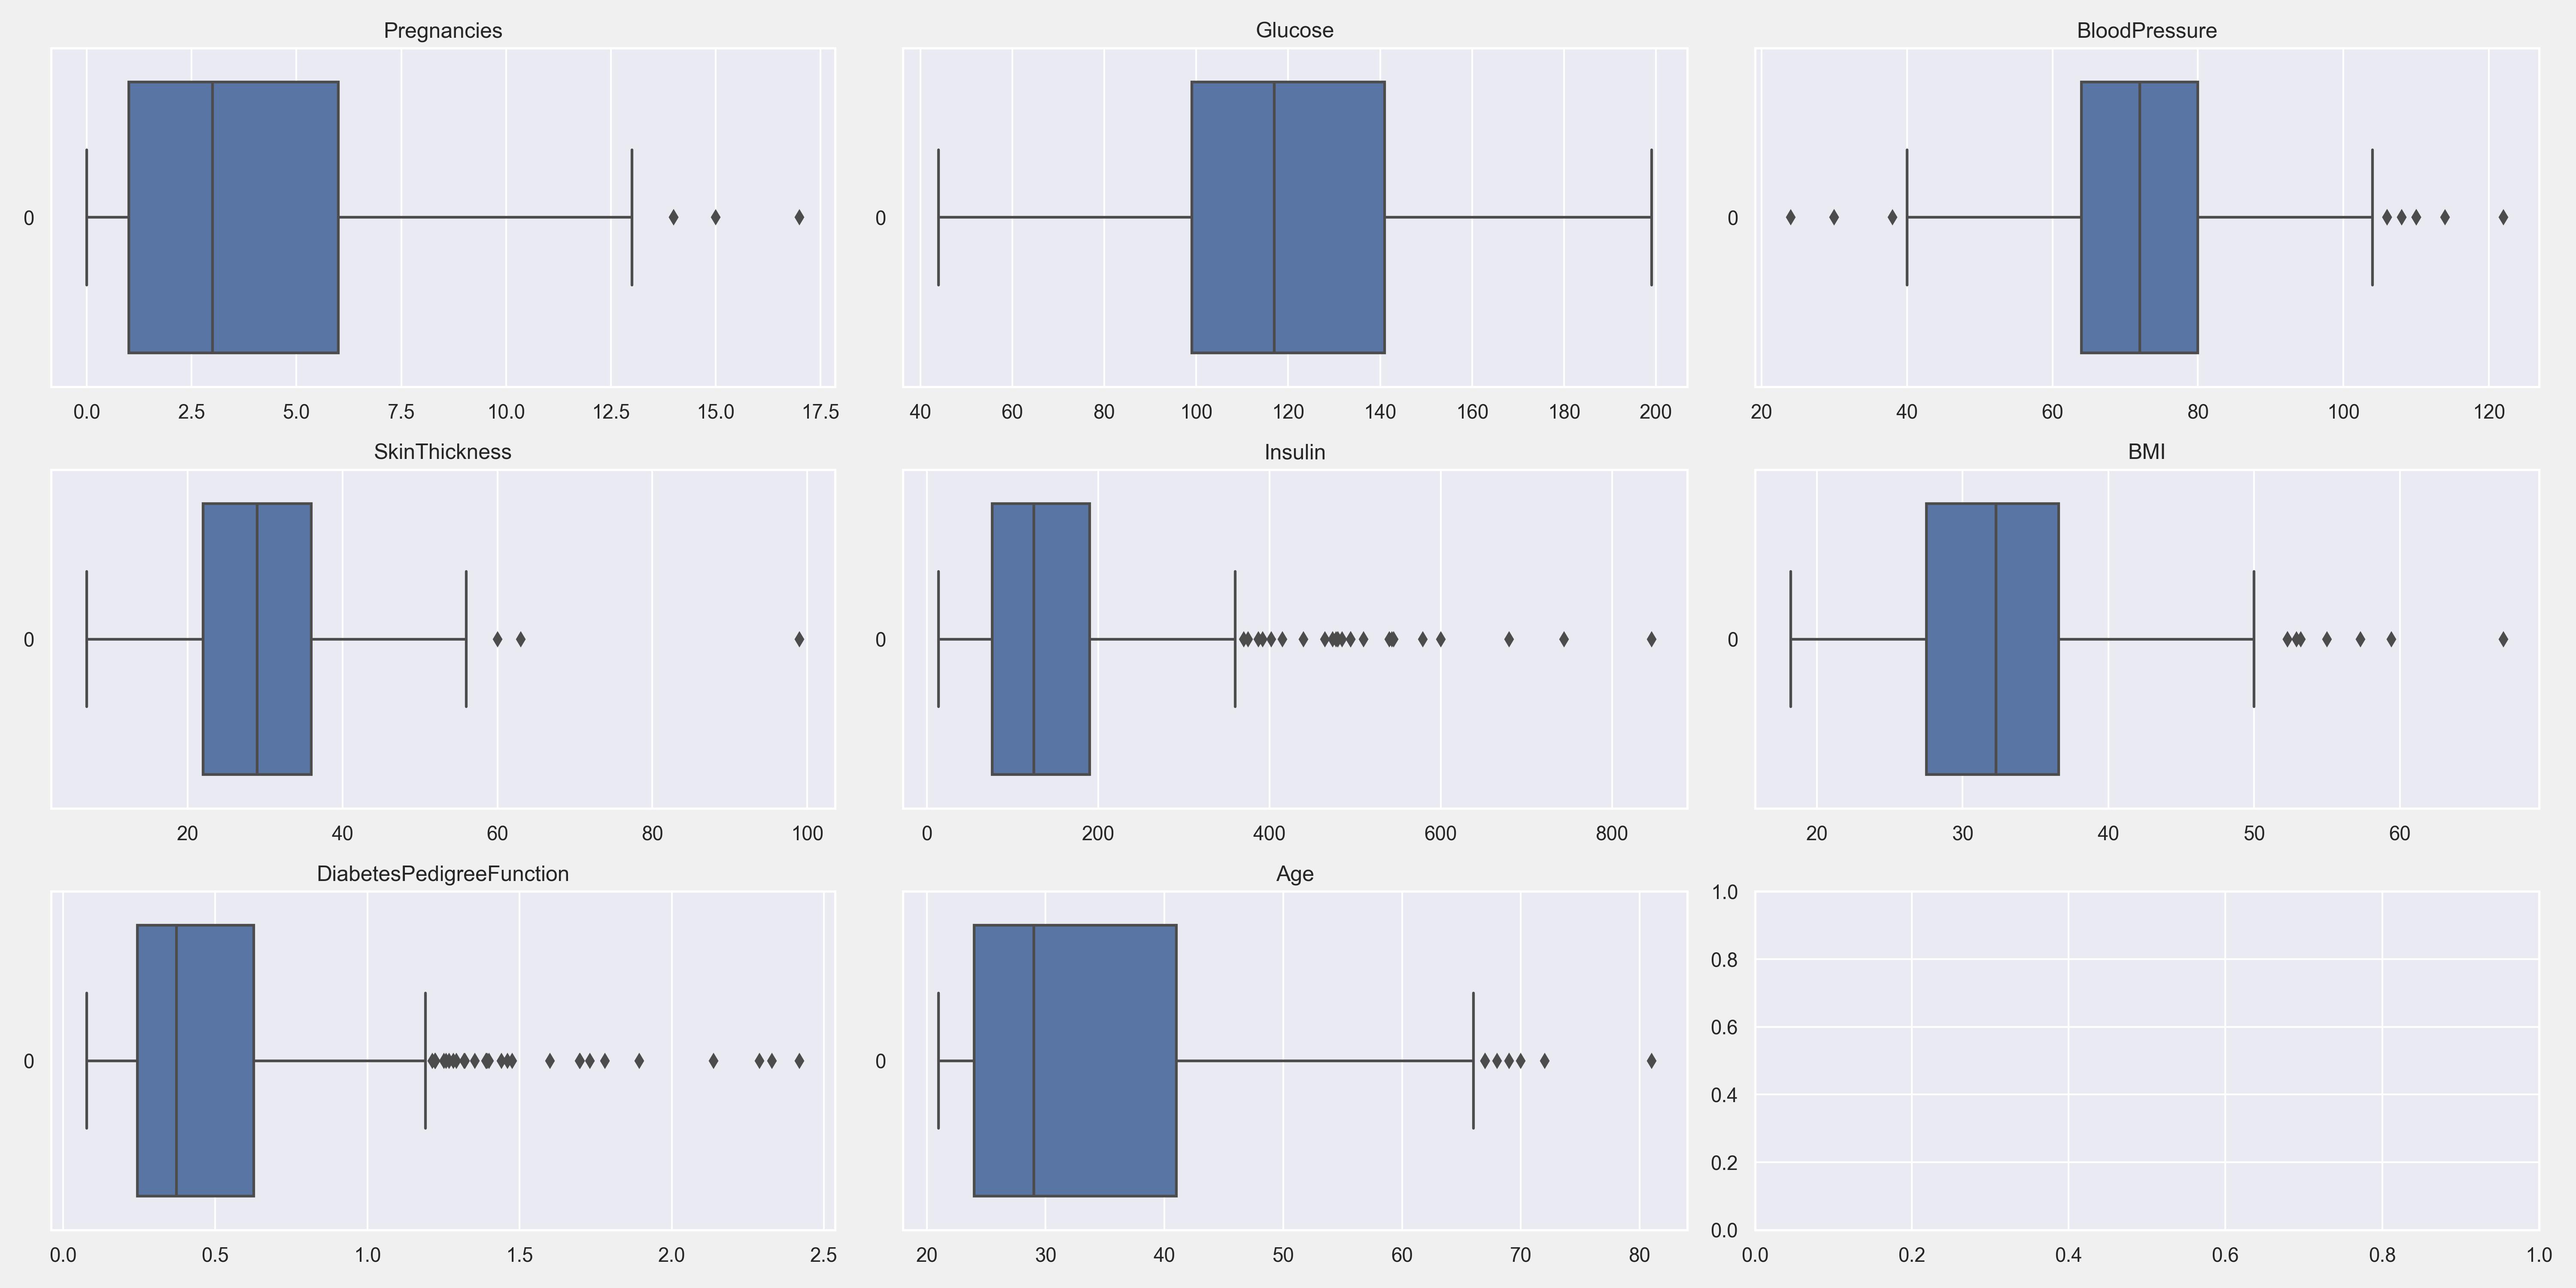 Pregnancies Glucose BloodPressure
0 0 0
0.0 2.5 5.0 7.5 10.0 12.5 15.0 17.5 40 60 80 100 120 140 160 180 200 20 40 60 80 100 120
SkinThickness Insulin BMI
0 0 0
20 40 60 80 100 0 200 400 600 800 20 30 40 50 60
DiabetesPedigreeFunction Age
1.0
0.8
0 0
0.6
0.4
0.2
0.0
0.0 0.5 1.0 1.5 2.0 2.5 20 30 40 50 60 70 80 0.0 0.2 0.4 0.6 0.8 1.0